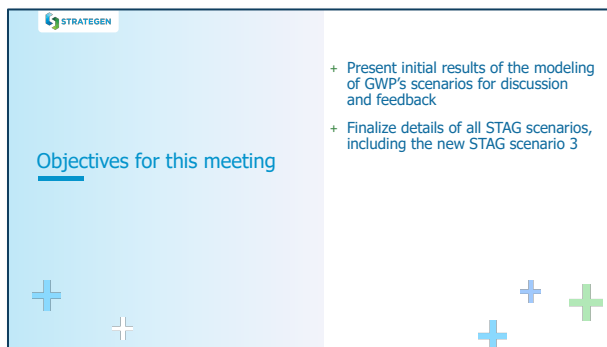 STRATEGEN
Objectives for this meeting
+ Present initial results of the modeling
of GWP's scenarios for discussion
and feedback
+ Finalize details of all STAG scenarios,
including the new STAG scenario 3